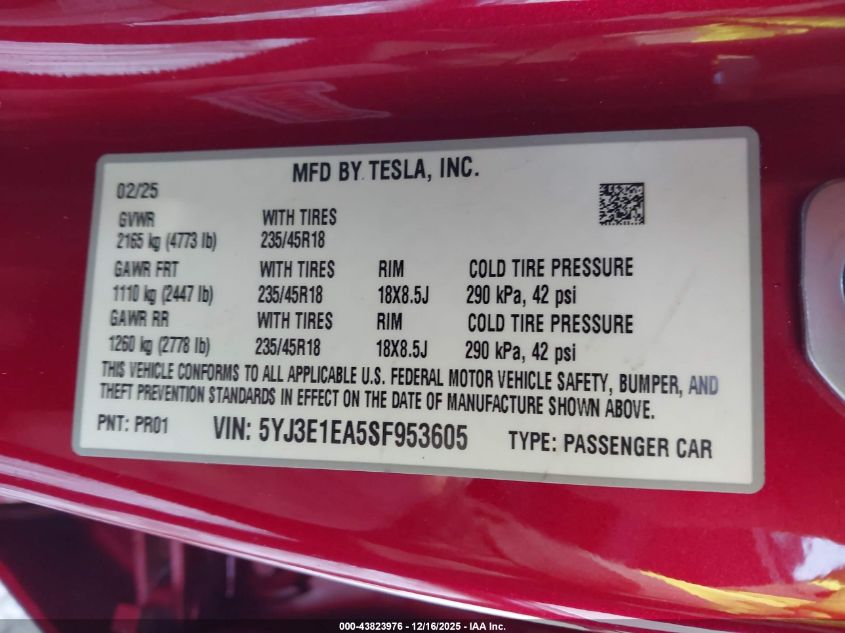 MFD BY TESLA, INC.
02/25
GVWR WITH TIRES
2165 kg (4773 lb) 235/45R18
GAWR FRT WITH TIRES RIM COLD TIRE PRESSURE
1110 kg (2447 lb) 235/45R18 18X8.5J 290 kPa, 42 psi
GAWR RR WITH TIRES RIM COLD TIRE PRESSURE
1260 kg (2778 lb) 235/45R18 18X8.5J 290 kPa, 42 psi
THIS VEHICLE CONFORMS TO ALL APPLICABLE U.S. FEDERAL MOTOR VEHICLE SAFETY, BUMPER, AND
THEFT PREVENTION STANDARDS IN EFFECT ON THE DATE OF MANUFACTURE SHOWN ABOVE.
PNT: PR01 VIN: 5YJ3E1EA5SF953605 TYPE: PASSENGER CAR
000-43823976 - 12/16/2025 - IAA Inc.